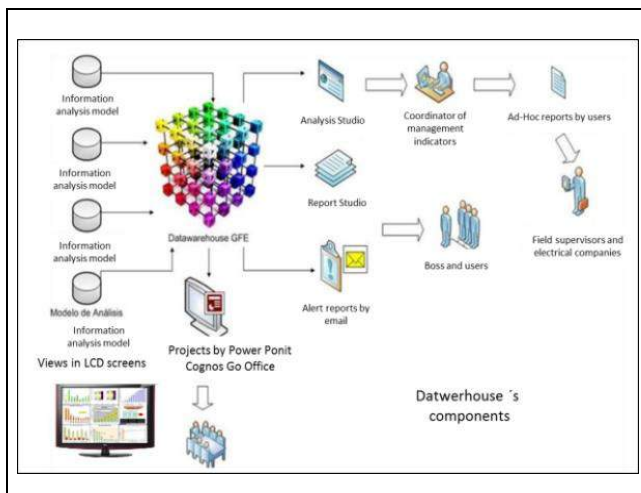 Information
analysis model
Information
analysis model
Information
analysis model
Modelo de Análisis
Information
analysis model
Datawarehouse GFE
Analysis Studio
Coordinator of
management
indicators
Ad-Hoc reports by users
Report Studio
Boss and users
Field supervisors and
electrical companies
Alert reports by
email
Views in LCD screens
Projects by Power Ponit
Cognos Go Office
Datwerhouse ´s
components